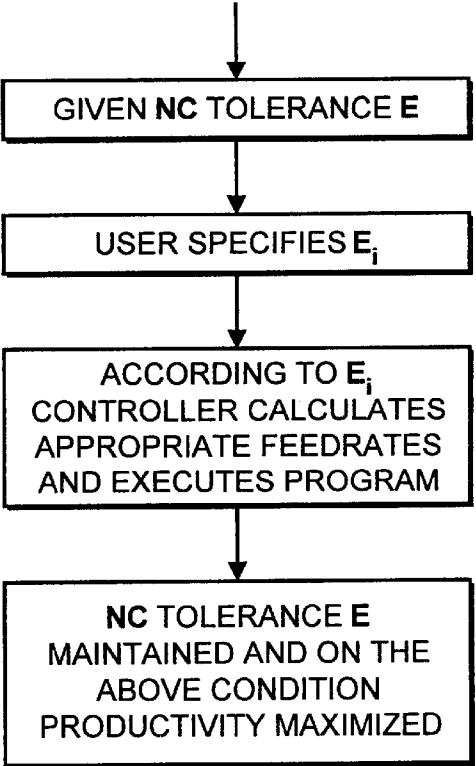 GIVEN NC TOLERANCE E
USER SPECIFIES Ei
ACCORDING TO Ei
CONTROLLER CALCULATES
APPROPRIATE FEEDRATES
AND EXECUTES PROGRAM
NC TOLERANCE E
MAINTAINED AND ON THE
ABOVE CONDITION
PRODUCTIVITY MAXIMIZED